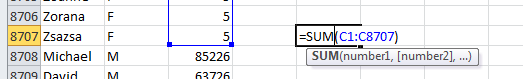 8706 Zorana F 5
8707 Zsazsa F 5 =SUM(C1:C8707)
8708 Michael M 85226 SUM(number1, [number2], ...)
8709 David M 63726